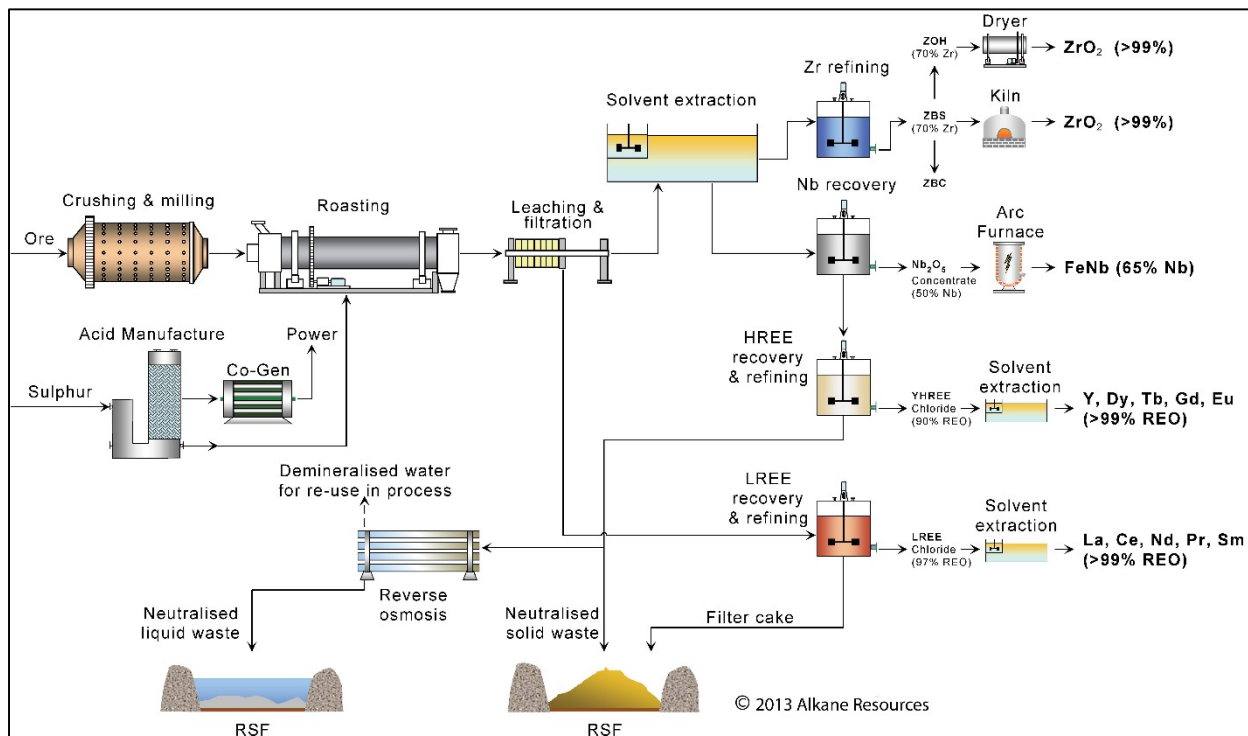 Dryer
ZOH
(70% Zr)
ZrO₂ (>99%)
Zr refining
Solvent extraction
Kiln
ZBS
(70% Zr)
ZrO₂ (>99%)
ZBC
Nb recovery
Crushing & milling
Roasting
Leaching &
filtration
Arc
Furnace
Ore
Nb₂O₅
Concentrate
(50% Nb)
FeNb (65% Nb)
Acid Manufacture
Power
Co-Gen
Sulphur
HREE
recovery
& refining
Solvent
extraction
YHREE
Chloride
(90% REO)
Y, Dy, Tb, Gd, Eu
(>99% REO)
Demineralised water
for re-use in process
LREE
recovery
& refining
Solvent
extraction
LREE
Chloride
(97% REO)
La, Ce, Nd, Pr, Sm
(>99% REO)
Reverse
osmosis
Neutralised
liquid waste
Neutralised
solid waste
Filter cake
RSF
RSF
© 2013 Alkane Resources